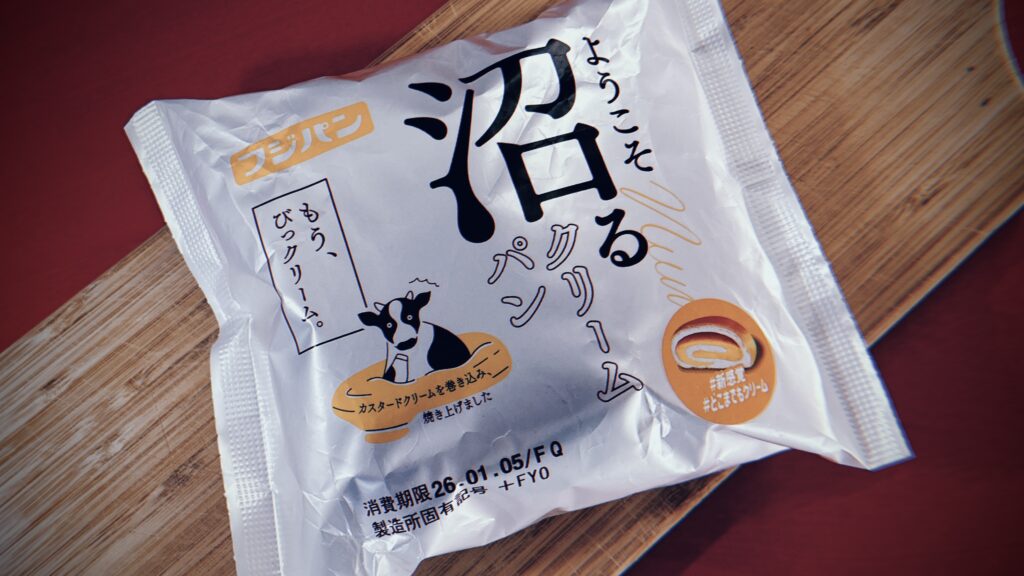 フジパン
ようこそ
沼る
クリーム
パン
もう、
びっクリーム。
カスタードクリームを巻き込み、
焼き上げました
#新感覚
#どこまでもクリーム
消費期限26.01.05/FQ
製造所固有記号 +FYO